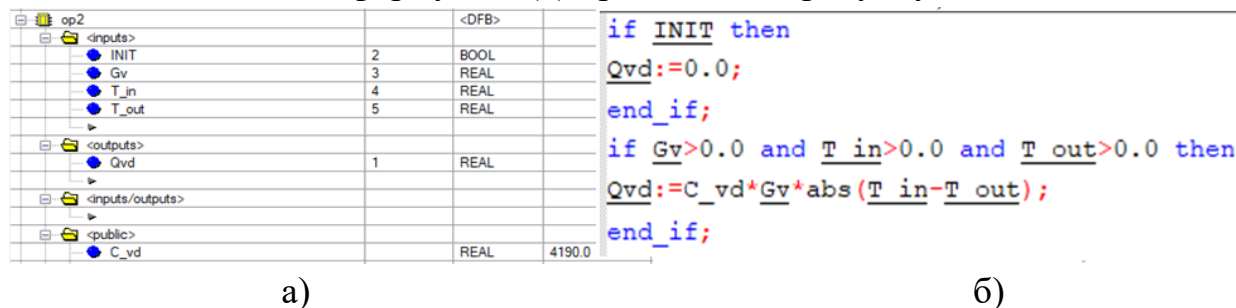 op2 <DFB>
<inputs>
INIT 2 BOOL
Gv 3 REAL
T_in 4 REAL
T_out 5 REAL
<outputs>
Qvd 1 REAL
<inputs/outputs>
<public>
C_vd REAL 4190.0
а)
if INIT then
Qvd:=0.0;
end_if;
if Gv>0.0 and T_in>0.0 and T_out>0.0 then
Qvd:=C_vd*Gv*abs(T_in-T_out);
end_if;
б)